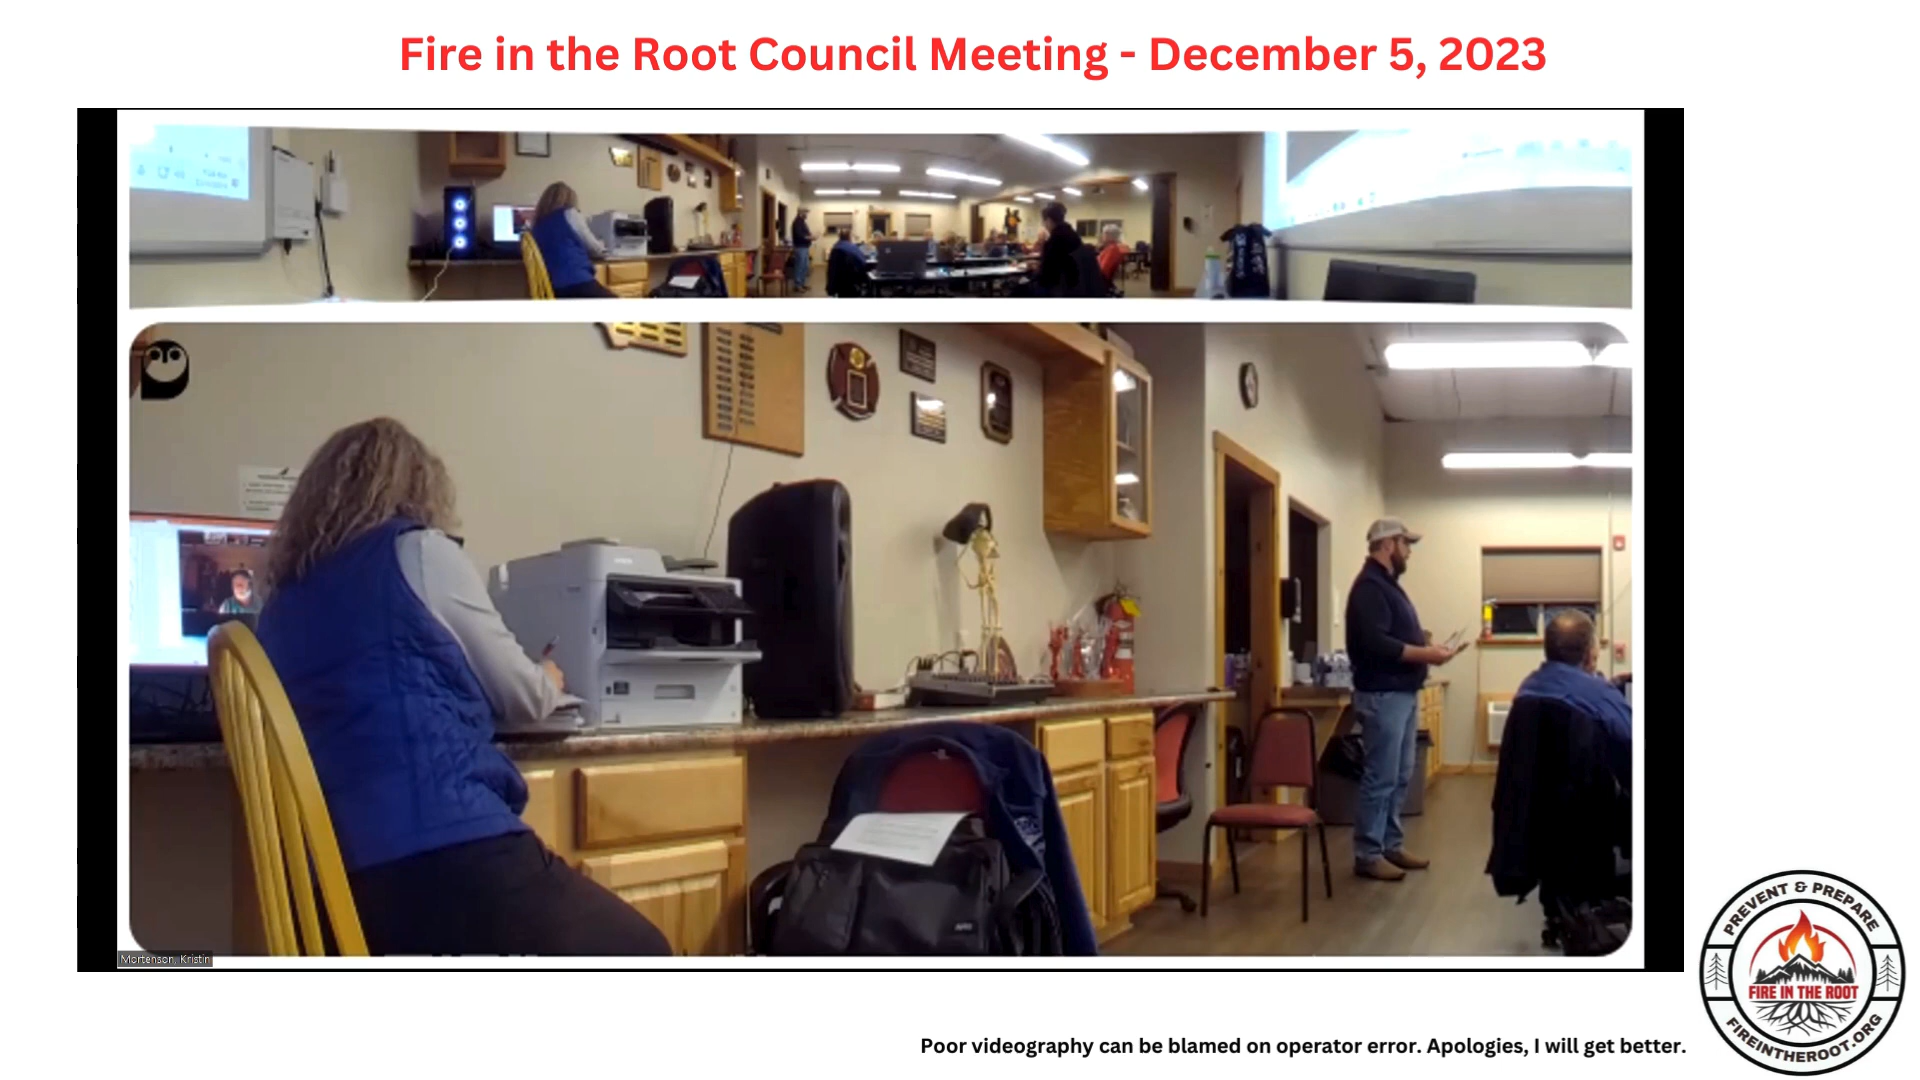 Fire in the Root Council Meeting - December 5, 2023
Mortenson, Kristin
PREVENT & PREPARE
FIRE IN THE ROOT
FIREINTHEROOT.ORG
Poor videography can be blamed on operator error. Apologies, I will get better.